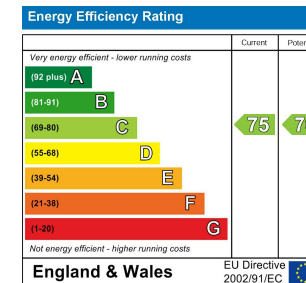 Energy Efficiency Rating
Current
Very energy efficient - lower running costs
(92 plus) A
(81-91) B
(69-80) C 75
(55-68) D
(39-54) E
(21-38) F
(1-20) G
Not energy efficient - higher running costs
England & Wales
EU Directive
2002/91/EC